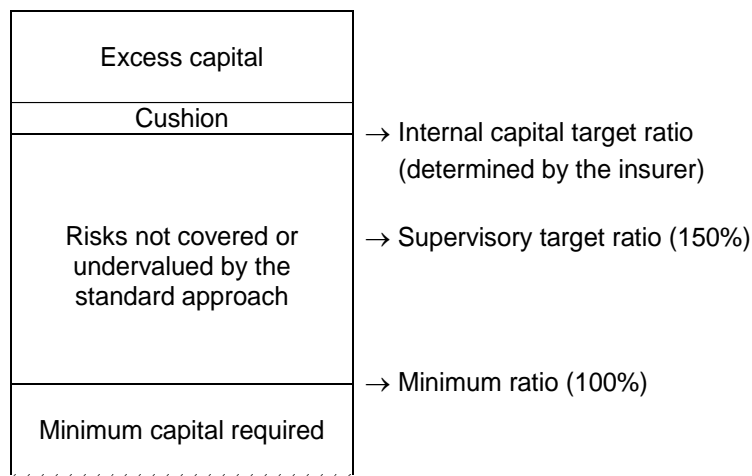 Excess capital
Cushion
→ Internal capital target ratio
(determined by the insurer)
Risks not covered or
undervalued by the
standard approach
→ Supervisory target ratio (150%)
→ Minimum ratio (100%)
Minimum capital required